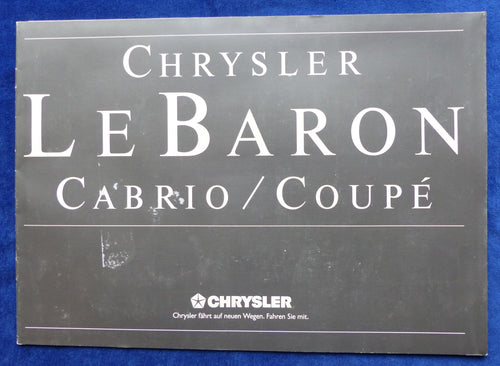 CHRYSLER
LEBARON
CABRIO / COUPÉ
CHRYSLER
Chrysler fährt auf neuen Wegen. Fahren Sie mit.